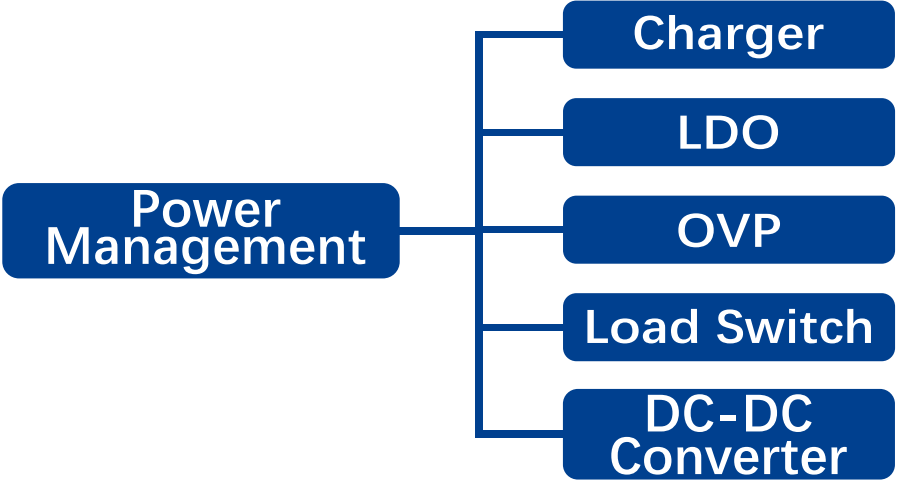 Power
Management
Charger
LDO
OVP
Load Switch
DC-DC
Converter